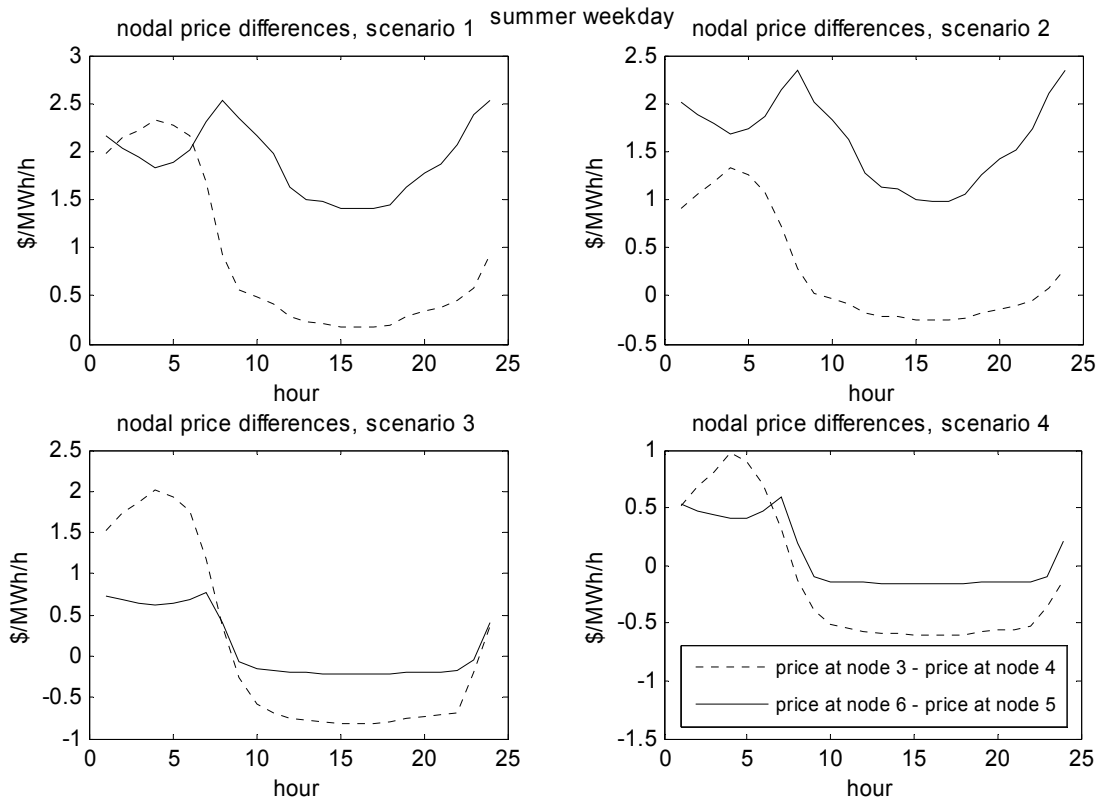 summer weekday
nodal price differences, scenario 1
3
2.5
2
1.5
1
0.5
0
0 5 10 15 20 25
$/MWh/h
hour
nodal price differences, scenario 2
2.5
2
1.5
1
0.5
0
-0.5
0 5 10 15 20 25
$/MWh/h
hour
nodal price differences, scenario 3
2.5
2
1.5
1
0.5
0
-0.5
-1
0 5 10 15 20 25
$/MWh/h
hour
nodal price differences, scenario 4
1
0.5
0
-0.5
-1
-1.5
0 5 10 15 20 25
$/MWh/h
hour
price at node 3 - price at node 4
price at node 6 - price at node 5